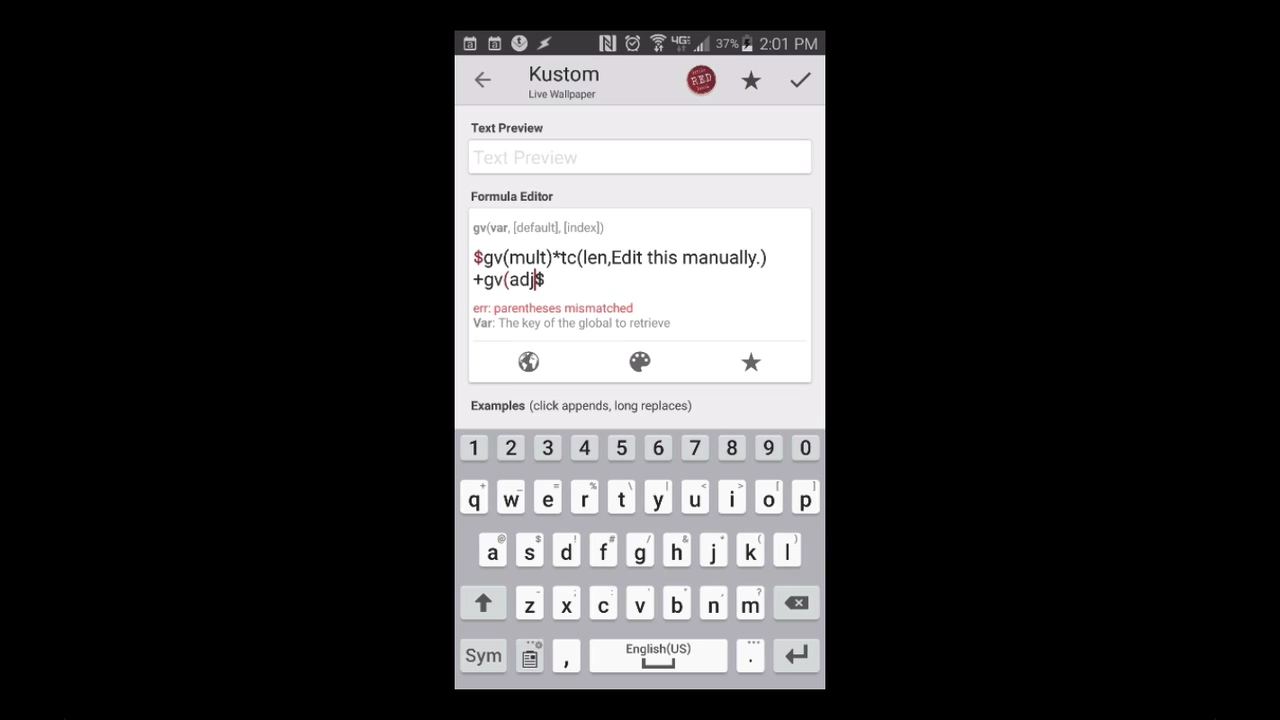 4G 37% 2:01 PM
Kustom
RED
Live Wallpaper
Text Preview
Text Preview
Formula Editor
gv(var, [default], [index])
$gv(mult)*tc(len,Edit this manually.)
+gv(adj$
err: parentheses mismatched
Var: The key of the global to retrieve
Examples (click appends, long replaces)
1 2 3 4 5 6 7 8 9 0
q w e r t y u i o p
a s d f g h j k l
z x c v b n m
Sym , English(US) .